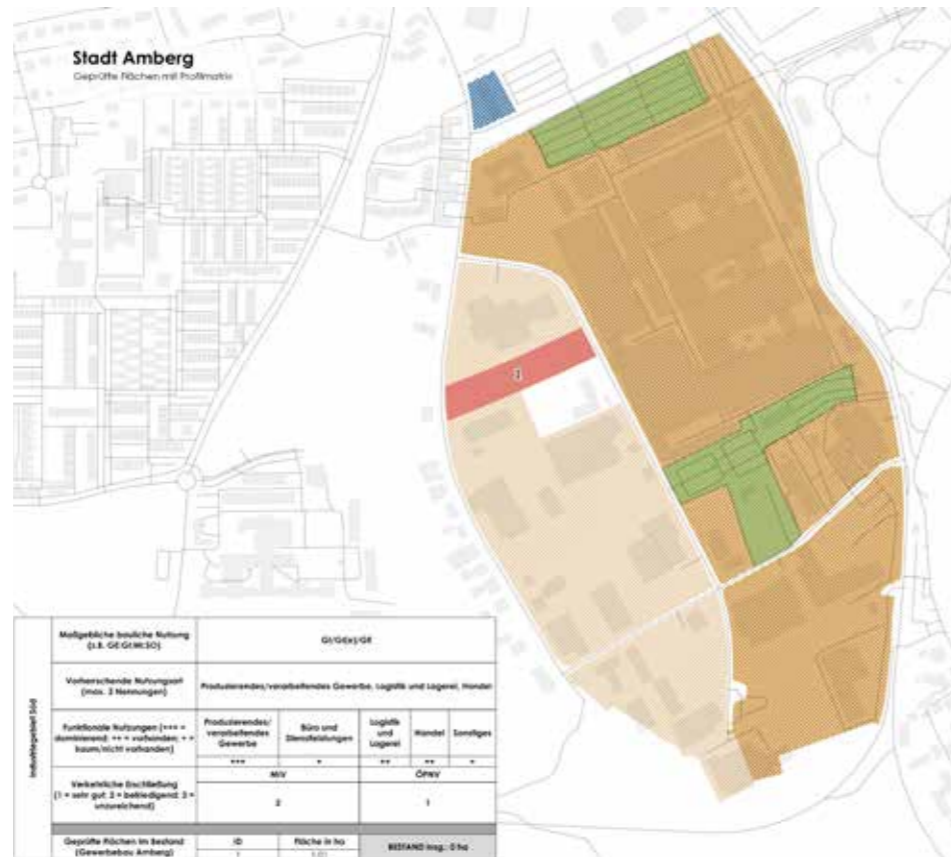 Stadt Amberg
Geprüfte Flächen mit Profilmatrix
1
Industriegebiet Süd
Maßgebliche bauliche Nutzung
(z.B. GE;GI;MI;SO)
GI/GI(e)/GE
Vorherrschende Nutzungsart
(max. 3 Nennungen)
Produzierendes/verarbeitendes Gewerbe, Logistik und Lagerei, Handel
Funktionale Nutzungen (+++ =
dominierend; ++ = vorhanden; + =
kaum/nicht vorhanden)
Produzierendes/
verarbeitendes
Gewerbe
Büro und
Dienstleistungen
Logistik
und
Lagerei
Handel
Sonstiges
+++
+
++
++
+
Verkehrliche Erschließung
(1 = sehr gut; 2 = befriedigend; 3 =
unzureichend)
MIV
ÖPNV
2
1
Geprüfte Flächen im Bestand
(Gewerbebau Amberg)
ID
Fläche in ha
BESTAND insg.: 0 ha
1